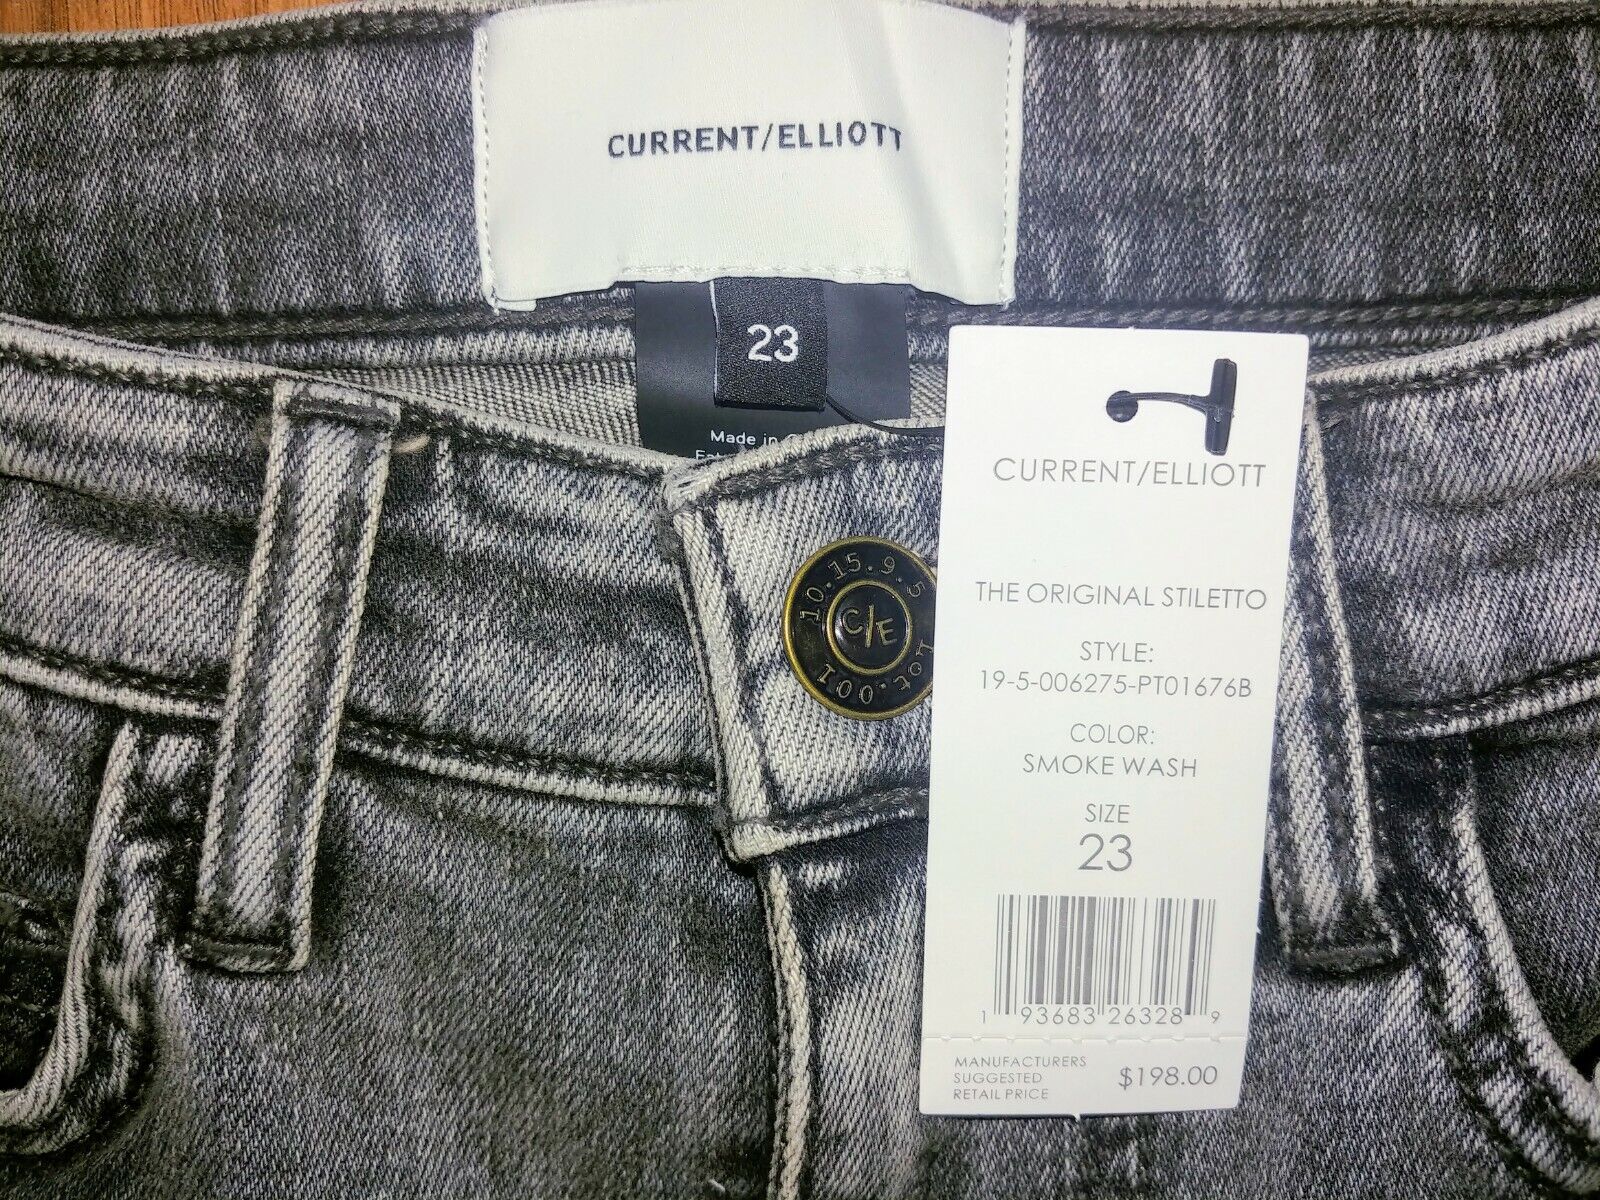 CURRENT/ELLIOTT
23
Made in
10.15.9.5
C/E
Lot.001
CURRENT/ELLIOTT
THE ORIGINAL STILETTO
STYLE:
19-5-006275-PT01676B
COLOR:
SMOKE WASH
SIZE
23
1 93683 26328 9
MANUFACTURERS
SUGGESTED
RETAIL PRICE
$198.00